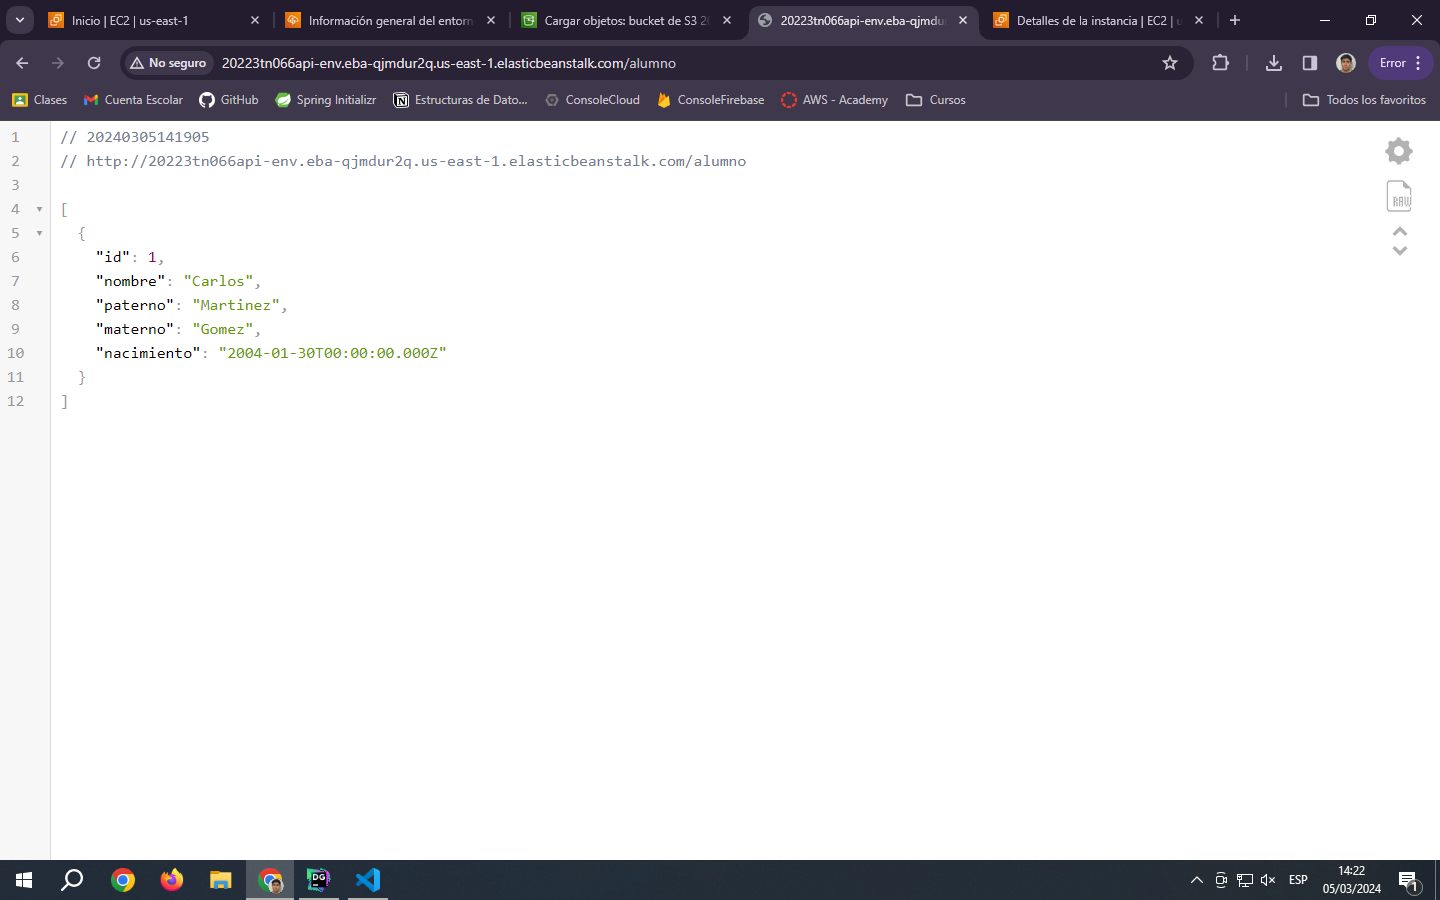 Inicio | EC2 | us-east-1
Información general del entorn
Cargar objetos: bucket de S3 20
20223tn066api-env.eba-qjmdur
Detalles de la instancia | EC2 | u
No seguro
20223tn066api-env.eba-qjmdur2q.us-east-1.elasticbeanstalk.com/alumno
Error
Clases
Cuenta Escolar
GitHub
Spring Initializr
Estructuras de Dato...
ConsoleCloud
ConsoleFirebase
AWS - Academy
Cursos
Todos los favoritos
1 // 20240305141905
2 // http://20223tn066api-env.eba-qjmdur2q.us-east-1.elasticbeanstalk.com/alumno
3
4 [
5 {
6 "id": 1,
7 "nombre": "Carlos",
8 "paterno": "Martinez",
9 "materno": "Gomez",
10 "nacimiento": "2004-01-30T00:00:00.000Z"
11 }
12 ]
RAW
DG
ESP
14:22
05/03/2024
1